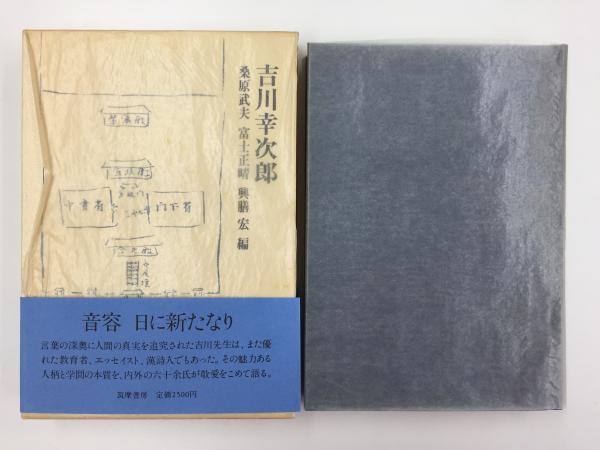 吉川幸次郎
桑原武夫 富士正晴 興膳 宏 編
中書省
門下省
音容 日に新たなり
言葉の深奥に人間の真実を追究された吉川先生は、また優
れた教育者、エッセイスト、漢詩人でもあった。その魅力ある
人柄と学問の本質を、内外の六十余氏が敬愛をこめて語る。
筑摩書房 定価2500円